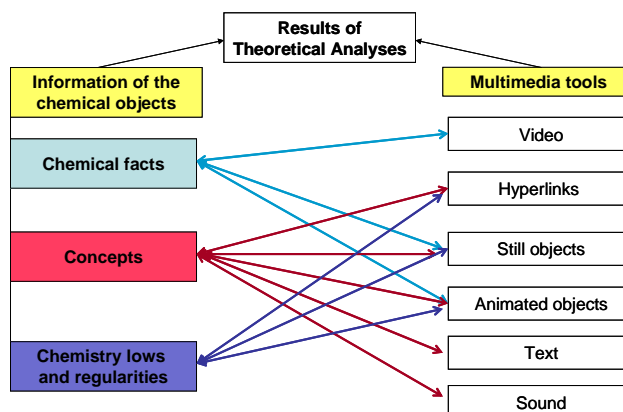 Results of
Theoretical Analyses
Information of the
chemical objects
Multimedia tools
Chemical facts
Video
Hyperlinks
Concepts
Still objects
Animated objects
Chemistry lows
and regularities
Text
Sound